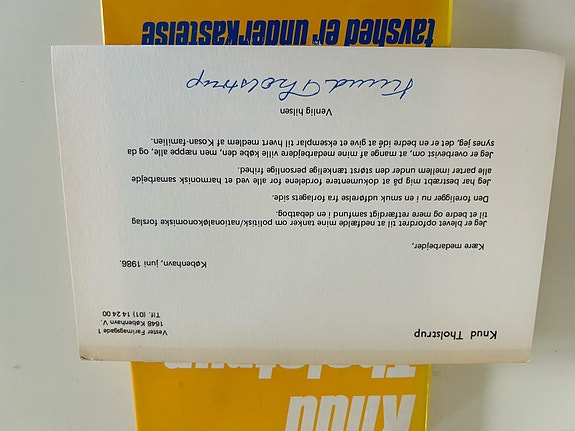 Knud
Tholstrup
Knud Tholstrup
Vester Farimagsgade 1
1648 København V.
Tlf. (01) 14 24 00
København, juni 1986.
Kære medarbejder,
Jeg er blevet opfordret til at nedfælde mine tanker om politisk/nationaløkonomiske forslag
til et bedre og mere retfærdigt samfund i en debatbog.
Den foreligger nu i en smuk udførelse fra forlagets side.
Jeg har bestræbt mig på at dokumentere fordelene for alle ved et harmonisk samarbejde
alle parter imellem under den størst tænkelige personlige frihed.
Jeg er overbevist om, at mange af mine medarbejdere ville købe den, men næppe alle, og da
synes jeg, det er en bedre idé at give et eksemplar til hvert medlem af Kosan-familien.
Venlig hilsen
Knud Tholstrup
tavshed er underkastelse